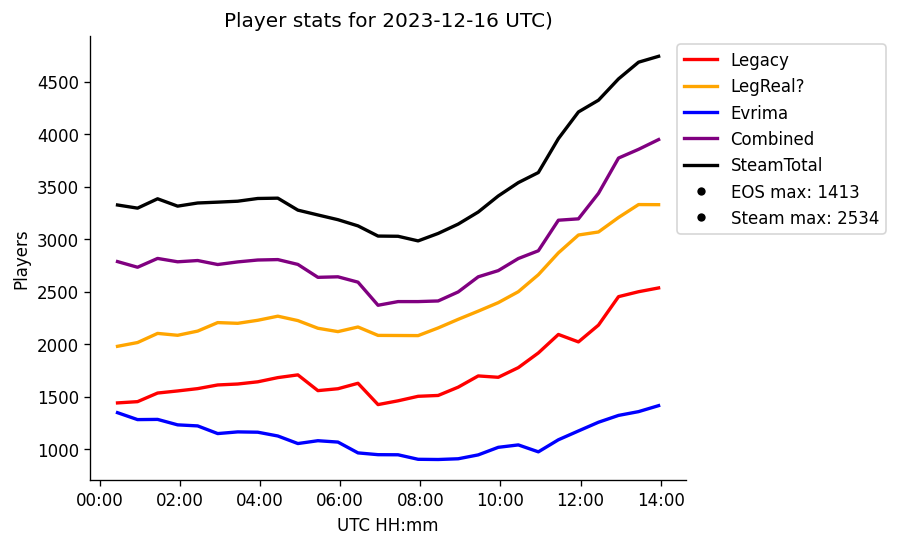 Player stats for 2023-12-16 UTC)
Legacy
LegReal?
Evrima
Combined
SteamTotal
EOS max: 1413
Steam max: 2534
Players
4500
4000
3500
3000
2500
2000
1500
1000
00:00 02:00 04:00 06:00 08:00 10:00 12:00 14:00
UTC HH:mm